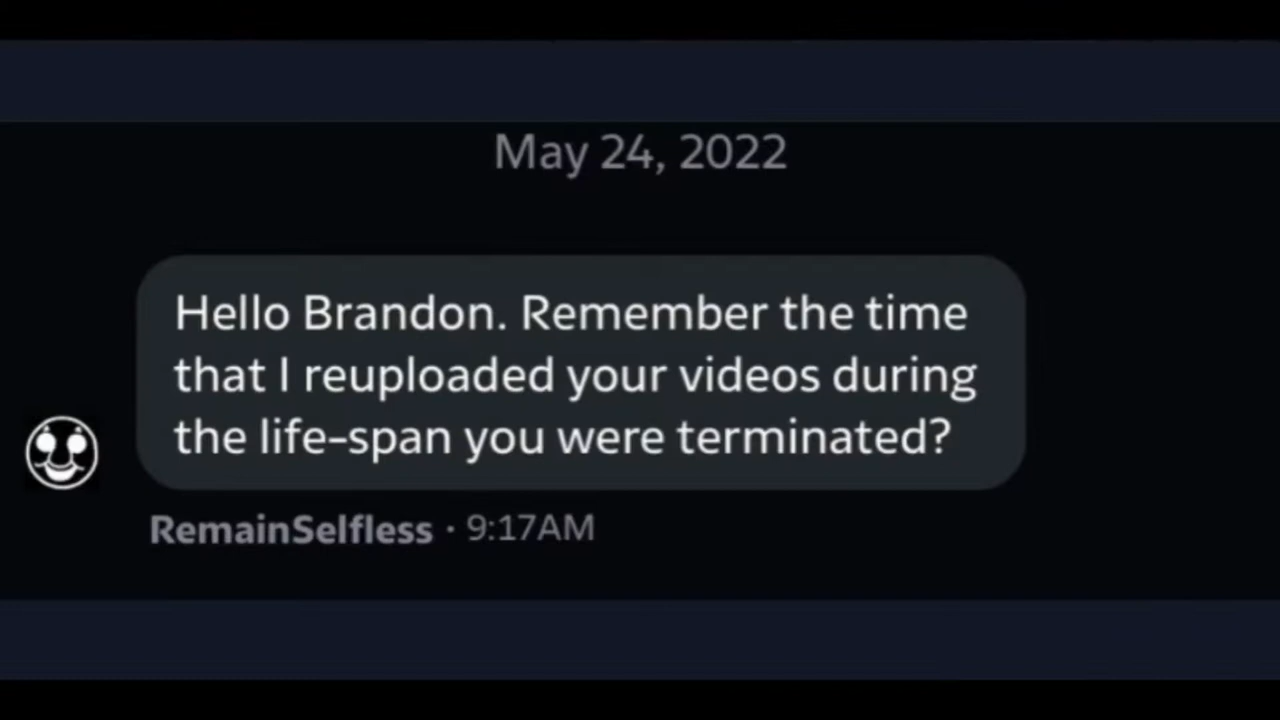 May 24, 2022
Hello Brandon. Remember the time
that I reuploaded your videos during
the life-span you were terminated?
RemainSelfless · 9:17AM